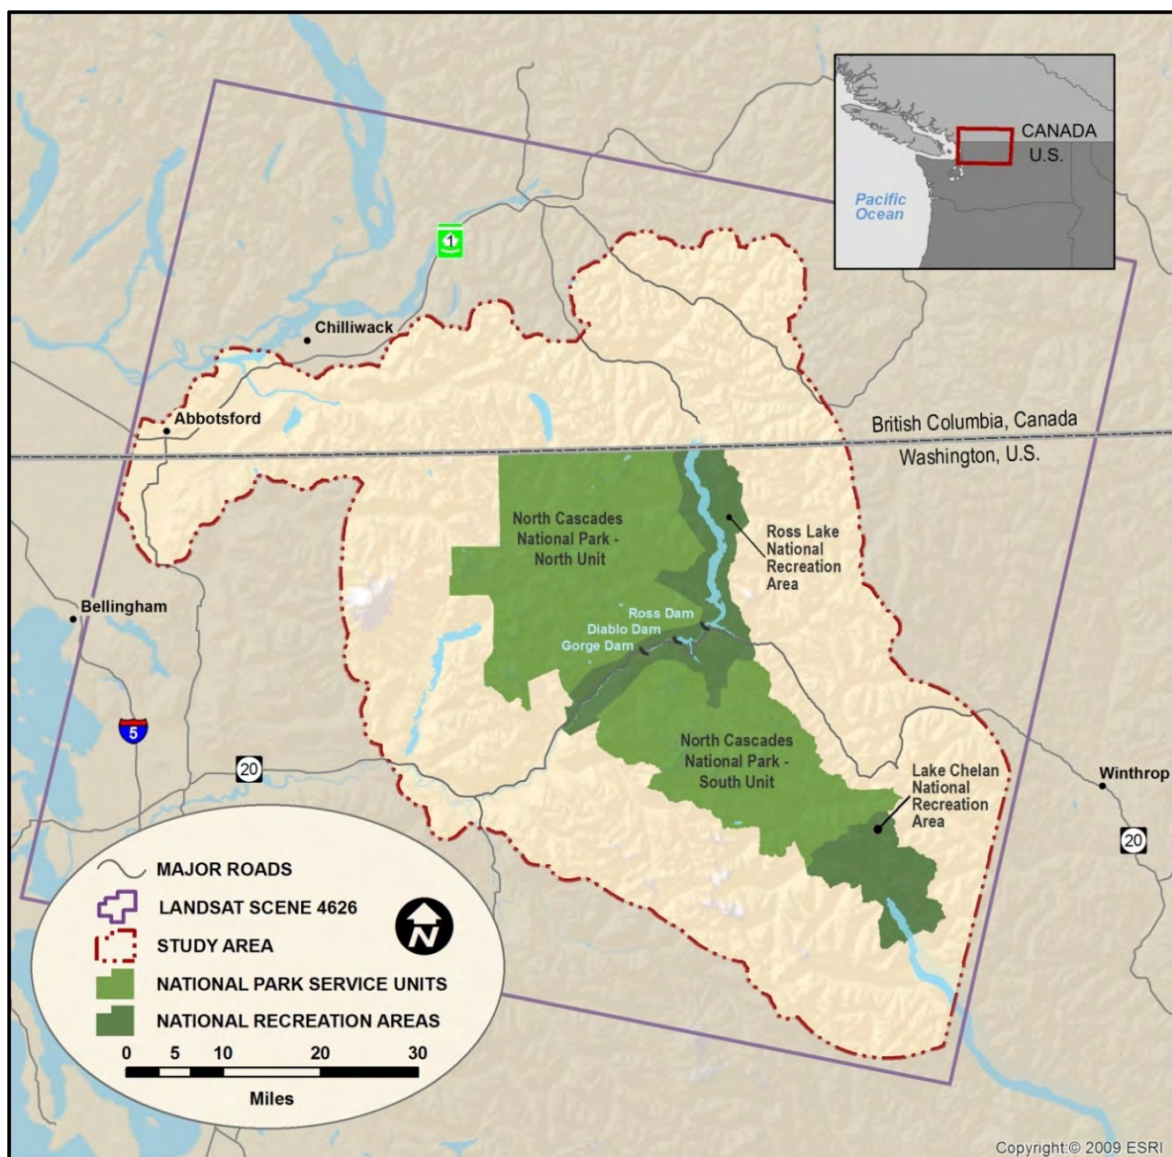 CANADA
U.S.
Pacific
Ocean
1
Chilliwack
Abbotsford
British Columbia, Canada
Washington, U.S.
North Cascades
National Park -
North Unit
Ross Lake
National
Recreation
Area
Bellingham
Ross Dam
Diablo Dam
Gorge Dam
5
20
North Cascades
National Park -
South Unit
Lake Chelan
National
Recreation
Area
Winthrop
20
MAJOR ROADS
LANDSAT SCENE 4626
N
STUDY AREA
NATIONAL PARK SERVICE UNITS
NATIONAL RECREATION AREAS
0 5 10 20 30
Miles
Copyright:© 2009 ESRI